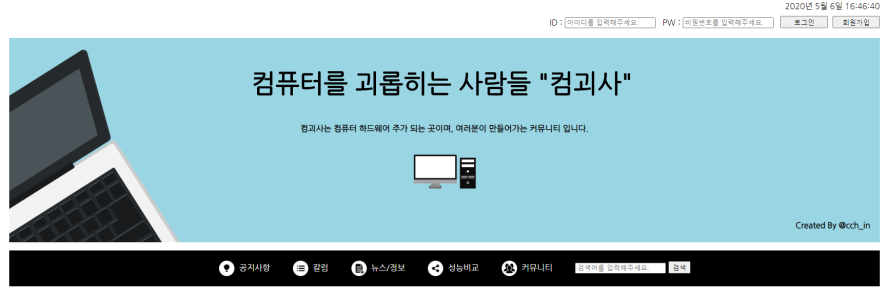 2020년 5월 6일 16:46:40
ID : 아이디를 입력해주세요. PW : 비밀번호를 입력해주세요. 로그인 회원가입
컴퓨터를 괴롭히는 사람들 "컴괴사"
컴괴사는 컴퓨터 하드웨어 주가 되는 곳이며, 여러분이 만들어가는 커뮤니티 입니다.
Created By @cch_in
공지사항 칼럼 뉴스/정보 성능비교 커뮤니티 검색어를 입력해주세요. 검색